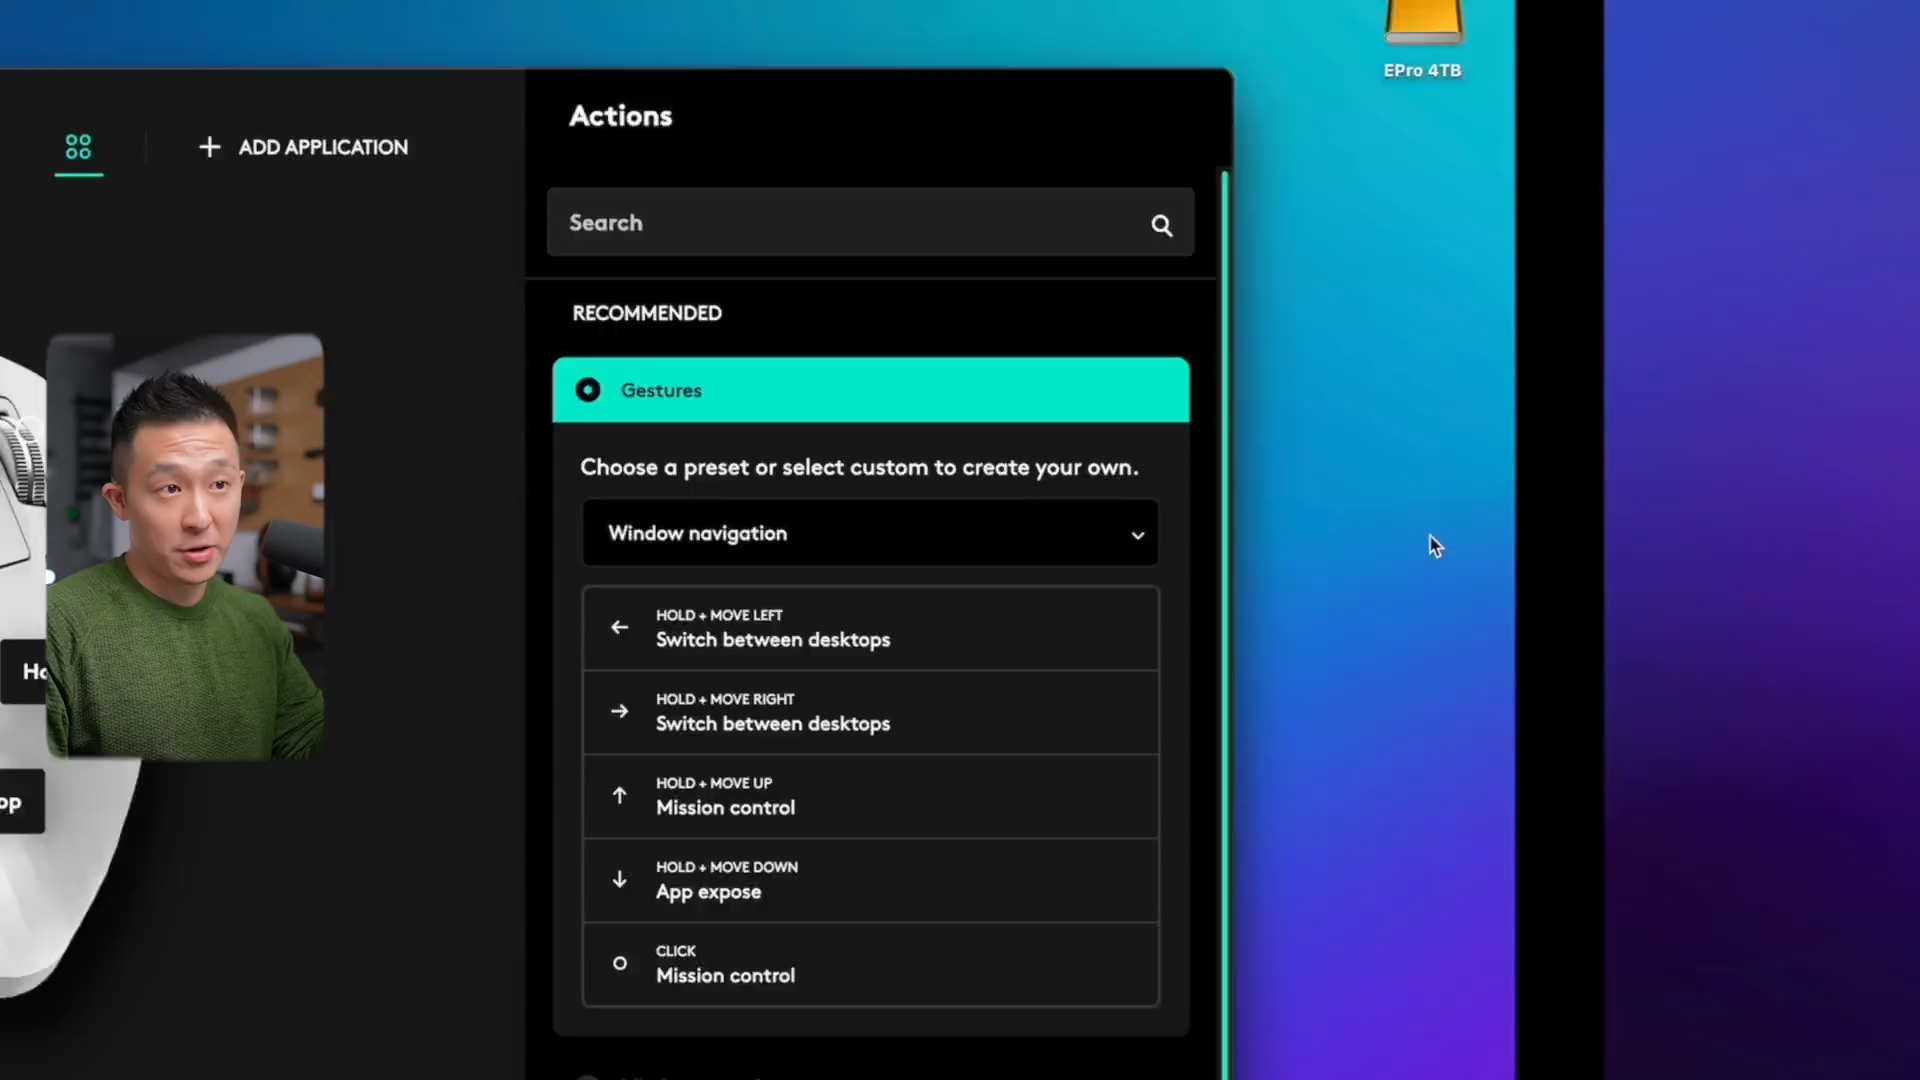 EPro 4TB
Actions
ADD APPLICATION
Search
RECOMMENDED
Gestures
Choose a preset or select custom to create your own.
Window navigation
HOLD + MOVE LEFT
Switch between desktops
HOLD + MOVE RIGHT
Switch between desktops
HOLD + MOVE UP
Mission control
HOLD + MOVE DOWN
App expose
CLICK
Mission control